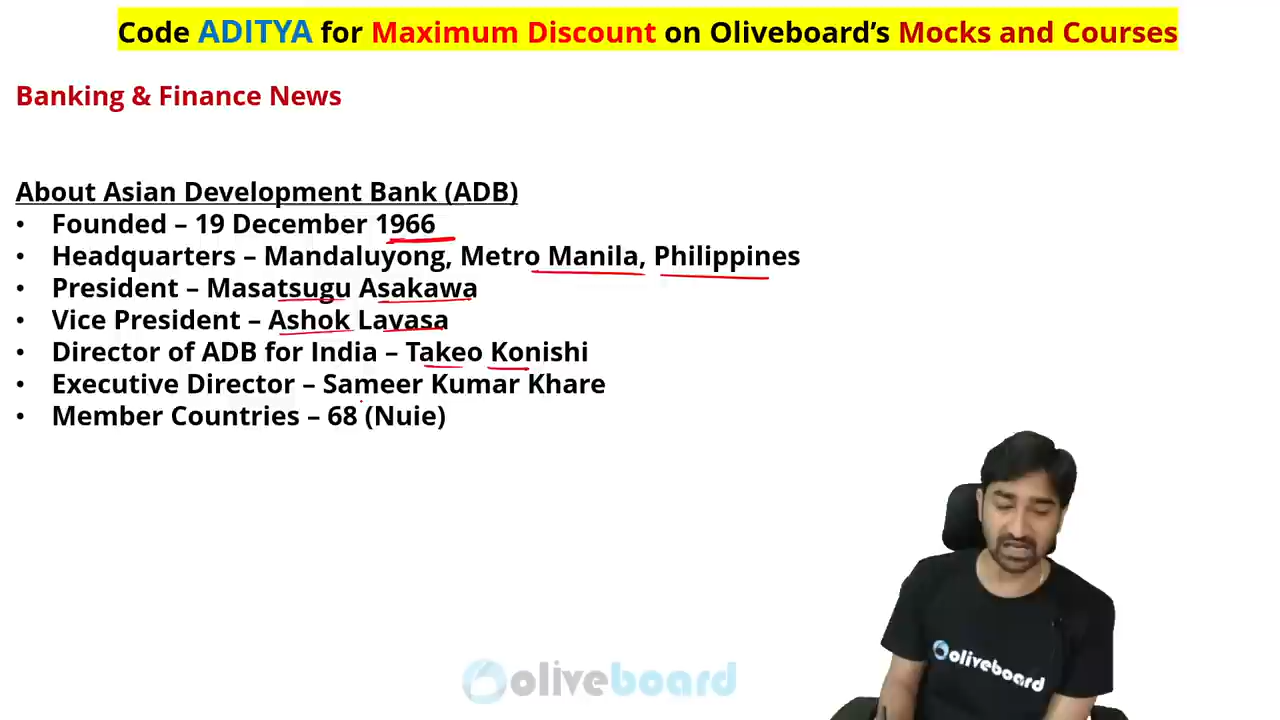 Code ADITYA for Maximum Discount on Oliveboard’s Mocks and Courses
Banking & Finance News
About Asian Development Bank (ADB)
• Founded – 19 December 1966
• Headquarters – Mandaluyong, Metro Manila, Philippines
• President – Masatsugu Asakawa
• Vice President – Ashok Lavasa
• Director of ADB for India – Takeo Konishi
• Executive Director – Sameer Kumar Khare
• Member Countries – 68 (Nuie)
oliveboard
oliveboard